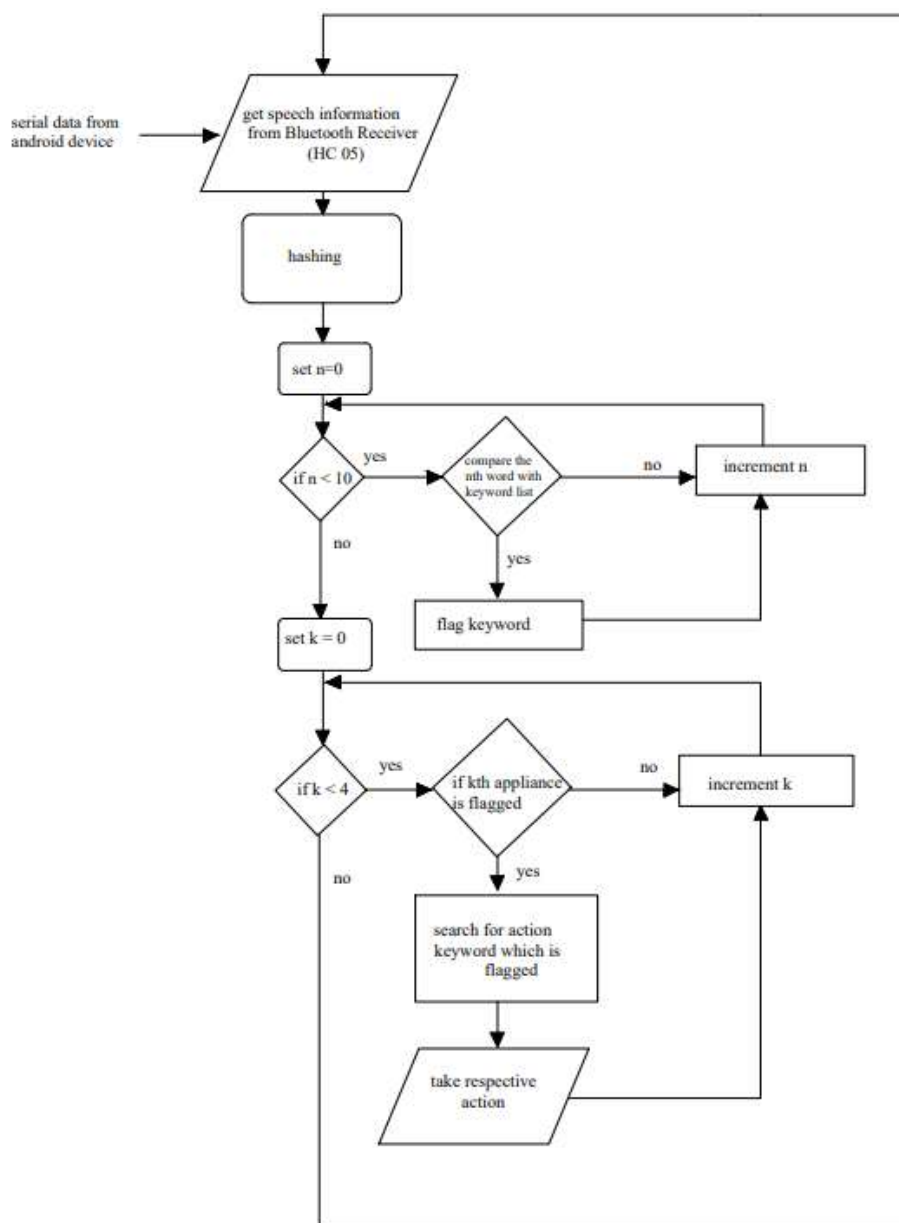 serial data from
android device
get speech information
from Bluetooth Receiver
(HC 05)
hashing
set n=0
if n < 10
yes
compare the
nth word with
keyword list
no
increment n
no
yes
flag keyword
set k = 0
if k < 4
yes
if kth appliance
is flagged
no
increment k
no
yes
search for action
keyword which is
flagged
take respective
action